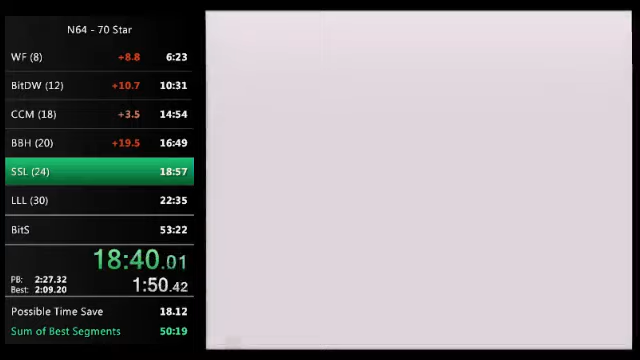 N64 - 70 Star
WF (8) +8.8 6:23
BitDW (12) +10.7 10:31
CCM (18) +3.5 14:54
BBH (20) +19.5 16:49
SSL (24) 18:57
LLL (30) 22:35
BitS 53:22
18:40.01
PB: 2:27.32
Best: 2:09.20 1:50.42
Possible Time Save 18.12
Sum of Best Segments 50:19